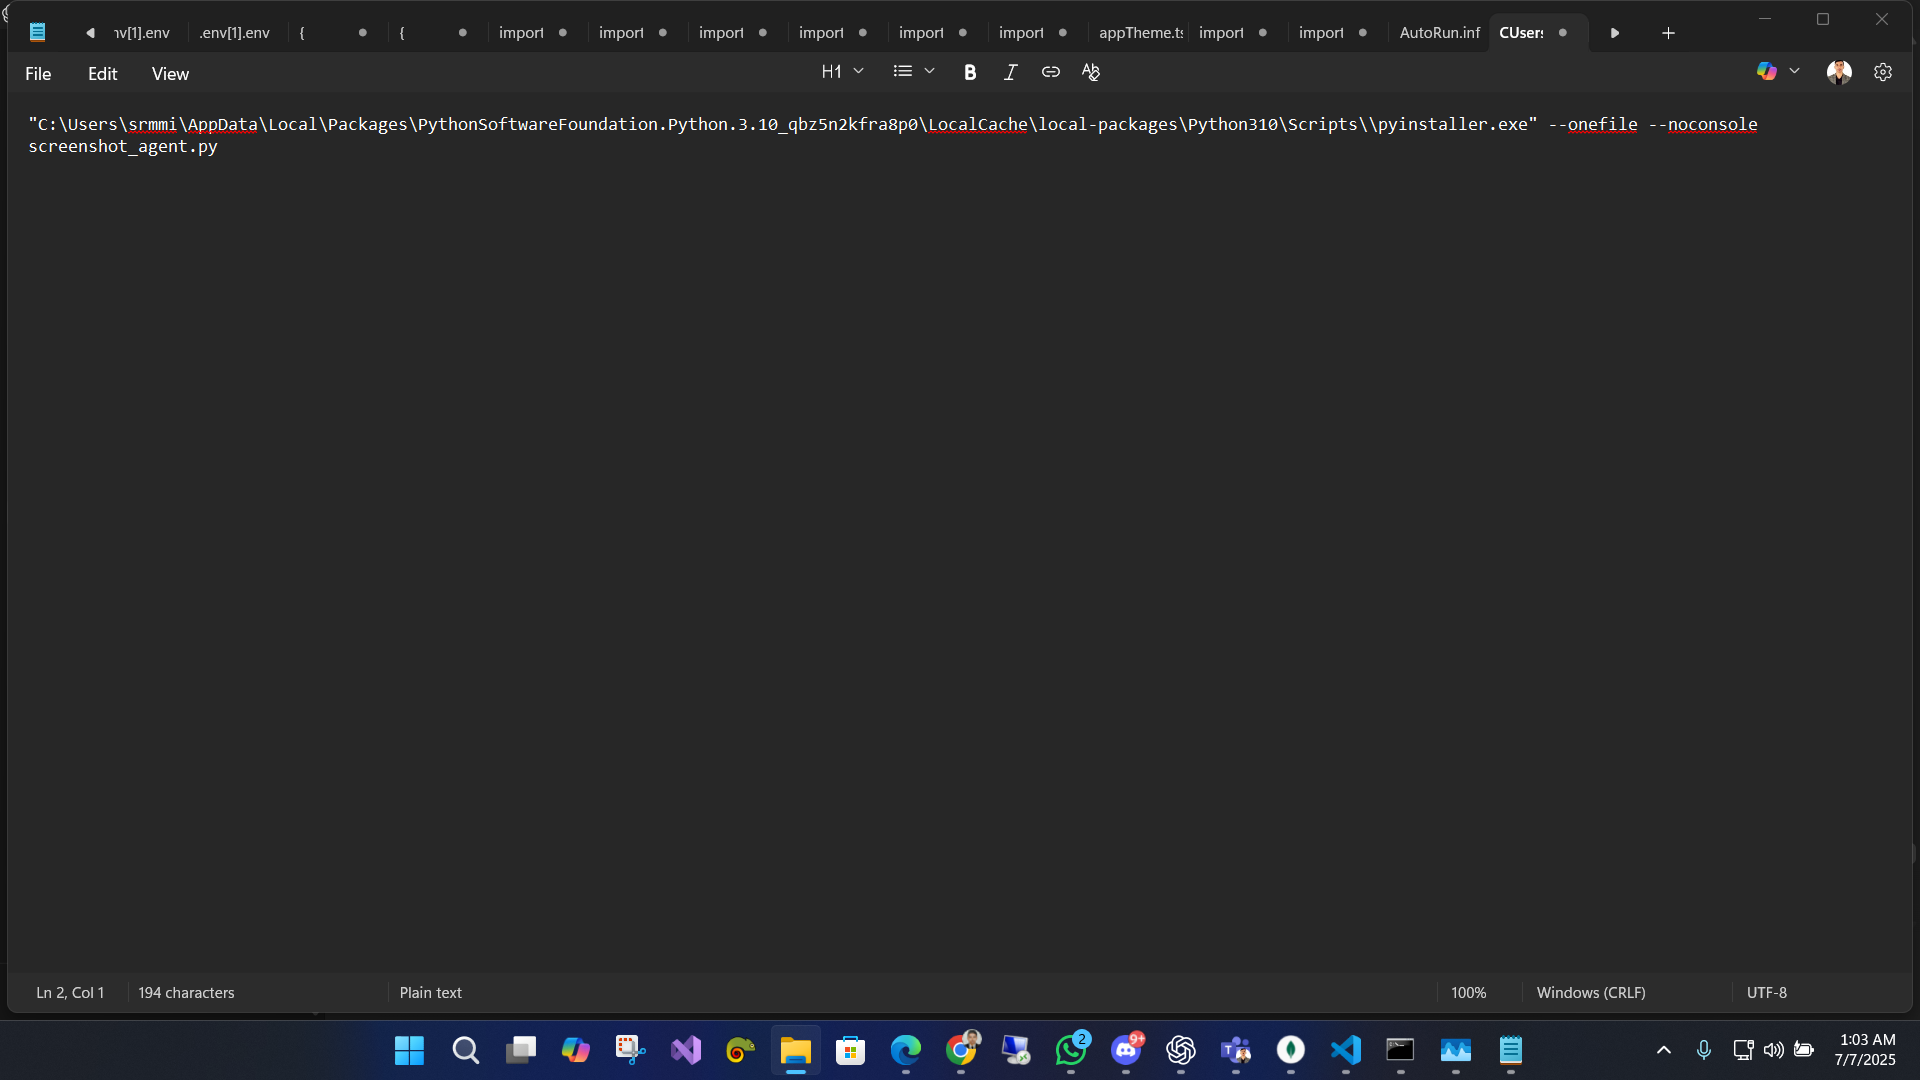 nv[1].env .env[1].env { { import import import import import import appTheme.ts import import AutoRun.inf CUsers
File Edit View H1
"C:\Users\srmmi\AppData\Local\Packages\PythonSoftwareFoundation.Python.3.10_qbz5n2kfra8p0\LocalCache\local-packages\Python310\Scripts\\pyinstaller.exe" --onefile --noconsole
screenshot_agent.py
Ln 2, Col 1 194 characters Plain text 100% Windows (CRLF) UTF-8
2 9+
1:03 AM
7/7/2025